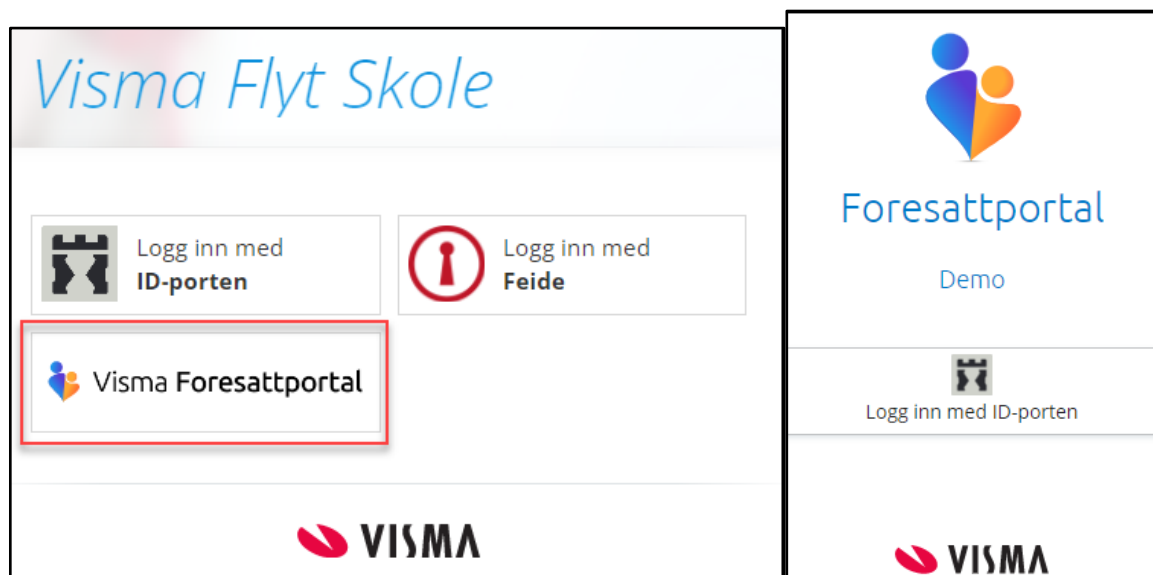 Visma Flyt Skole
Logg inn med
ID-porten
Logg inn med
Feide
Visma Foresattportal
VISMA
Foresattportal
Demo
Logg inn med ID-porten
VISMA